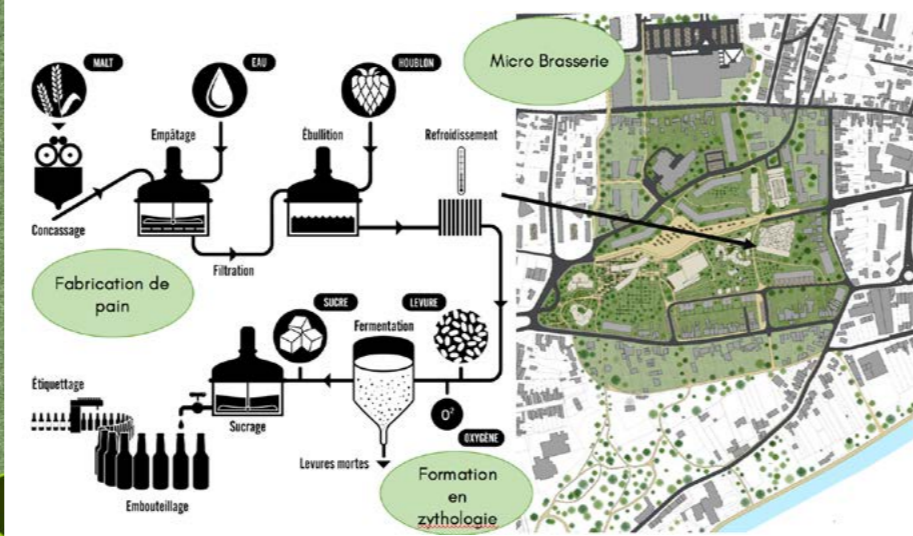 MALT
EAU
HOUBLON
Micro Brasserie
Empâtage
Ébullition
Refroidissement
Concassage
Filtration
Fabrication de
pain
SUCRE
LEVURE
Fermentation
Étiquettage
Sucrage
O²
OXYGÈNE
Levures mortes
Embouteillage
Formation
en
zythologie